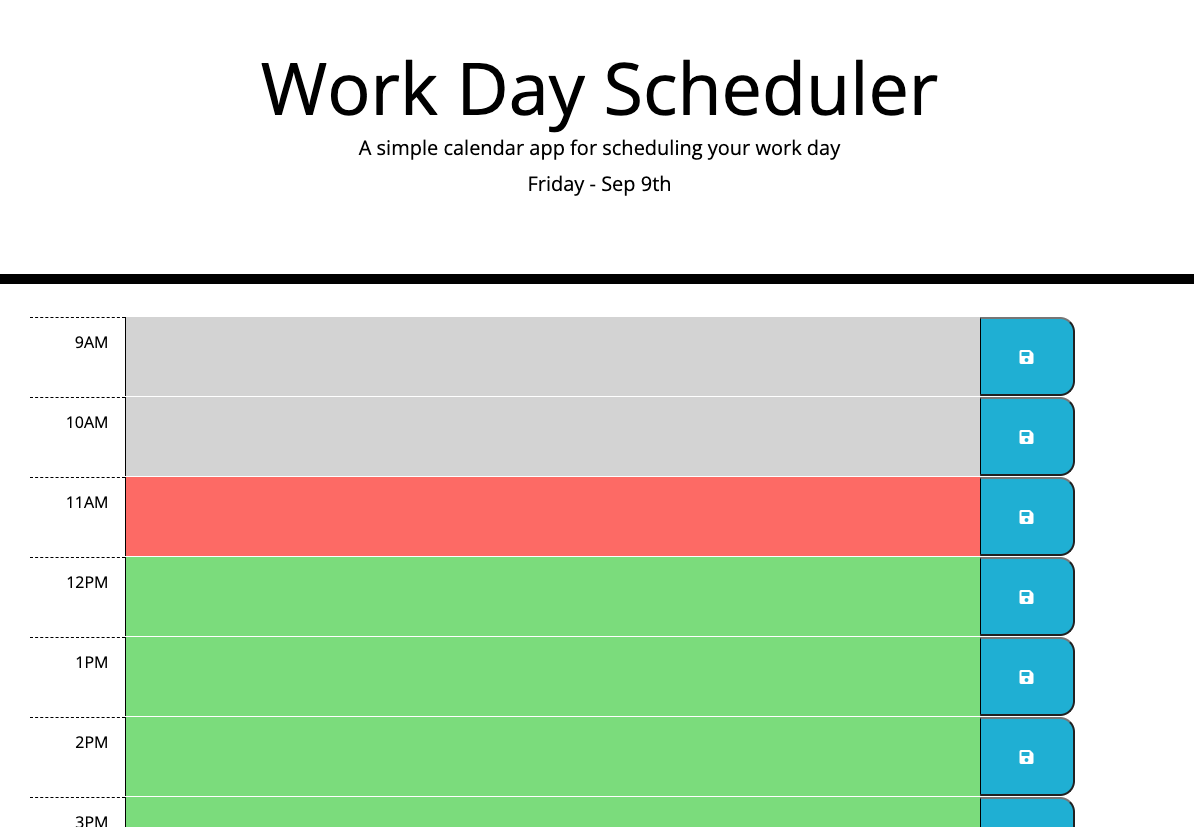 Work Day Scheduler
A simple calendar app for scheduling your work day
Friday - Sep 9th
9AM
10AM
11AM
12PM
1PM
2PM
3PM